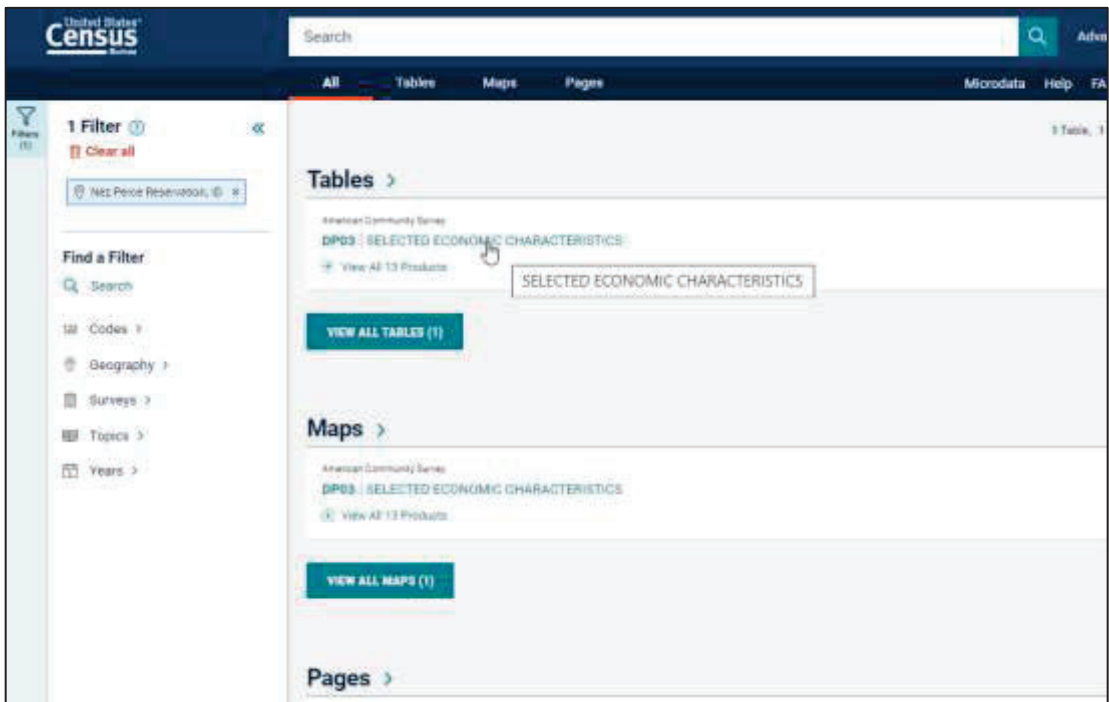 United States®
Census
Bureau
Search
Adva
All
Tables
Maps
Pages
Microdata
Help
FA
Filters
(1)
1 Filter
Clear all
Nez Perce Reservation, ID
1 Table, 1
Tables >
American Community Survey
DP03 | SELECTED ECONOMIC CHARACTERISTICS
View All 13 Products
SELECTED ECONOMIC CHARACTERISTICS
VIEW ALL TABLES (1)
Find a Filter
Search
Codes >
Geography >
Surveys >
Topics >
Years >
Maps >
American Community Survey
DP03 | SELECTED ECONOMIC CHARACTERISTICS
View All 13 Products
VIEW ALL MAPS (1)
Pages >